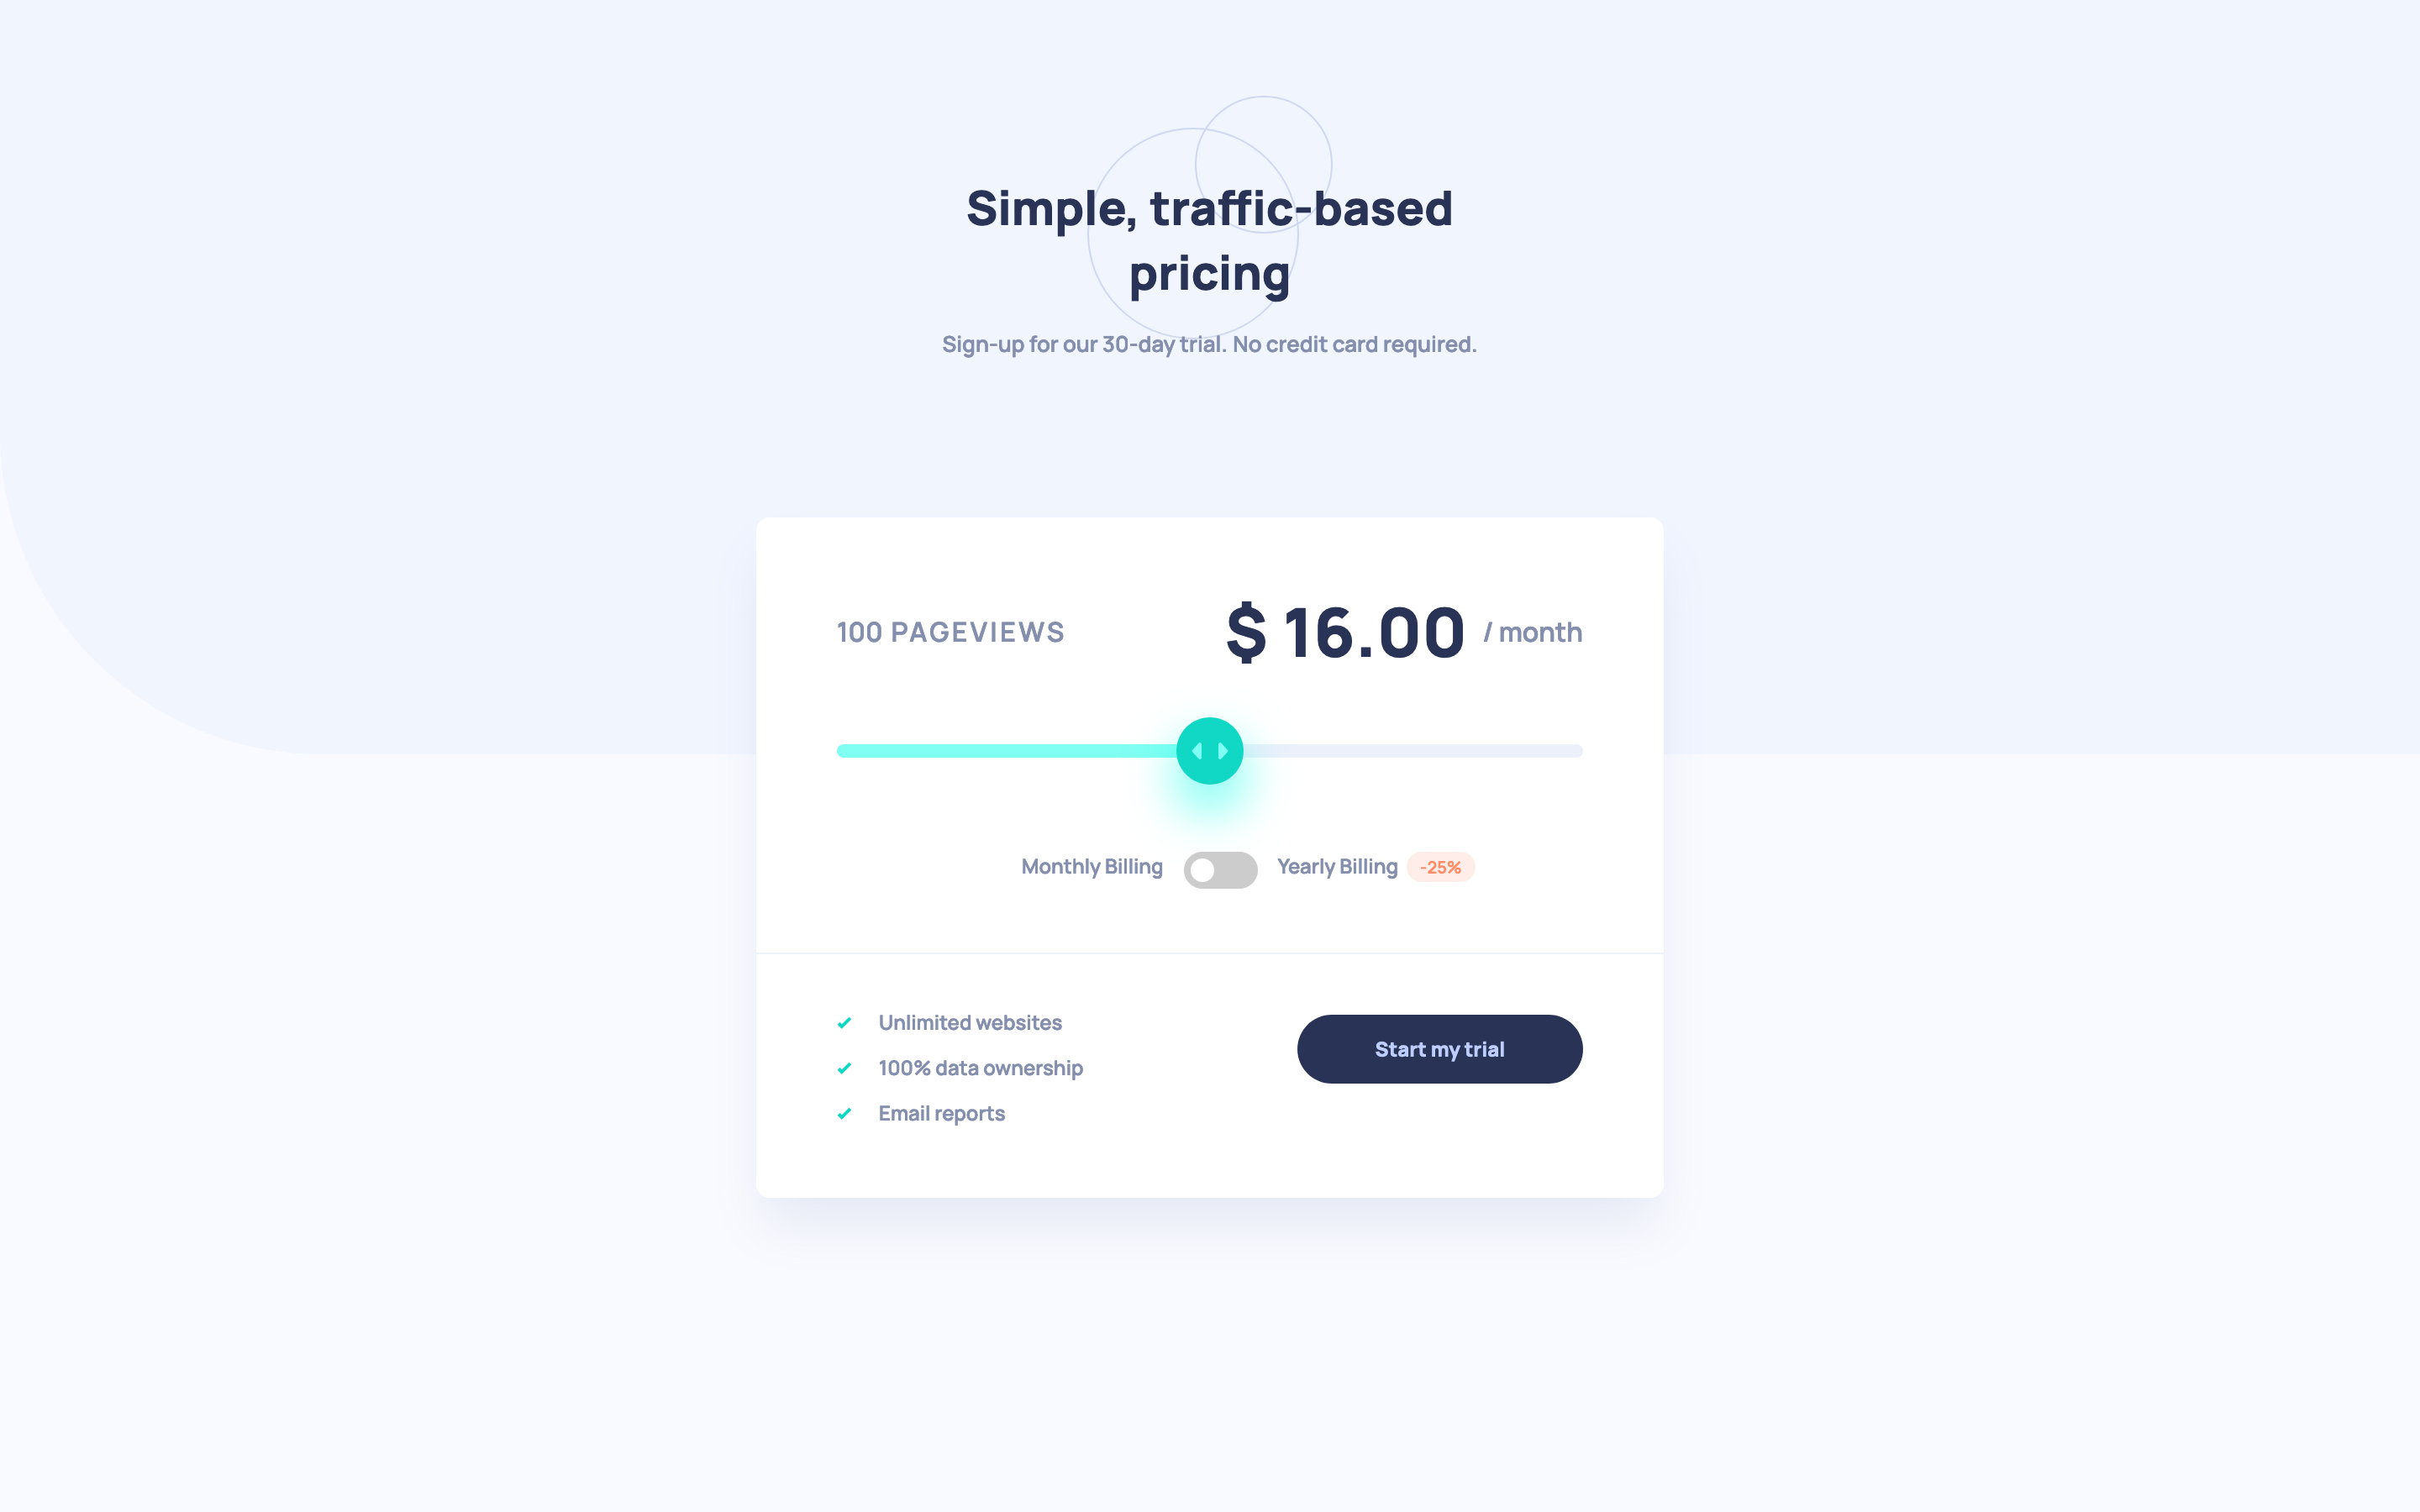 Simple, traffic-based
pricing
Sign-up for our 30-day trial. No credit card required.
100 PAGEVIEWS
$ 16.00 / month
Monthly Billing
Yearly Billing -25%
Unlimited websites
100% data ownership
Email reports
Start my trial